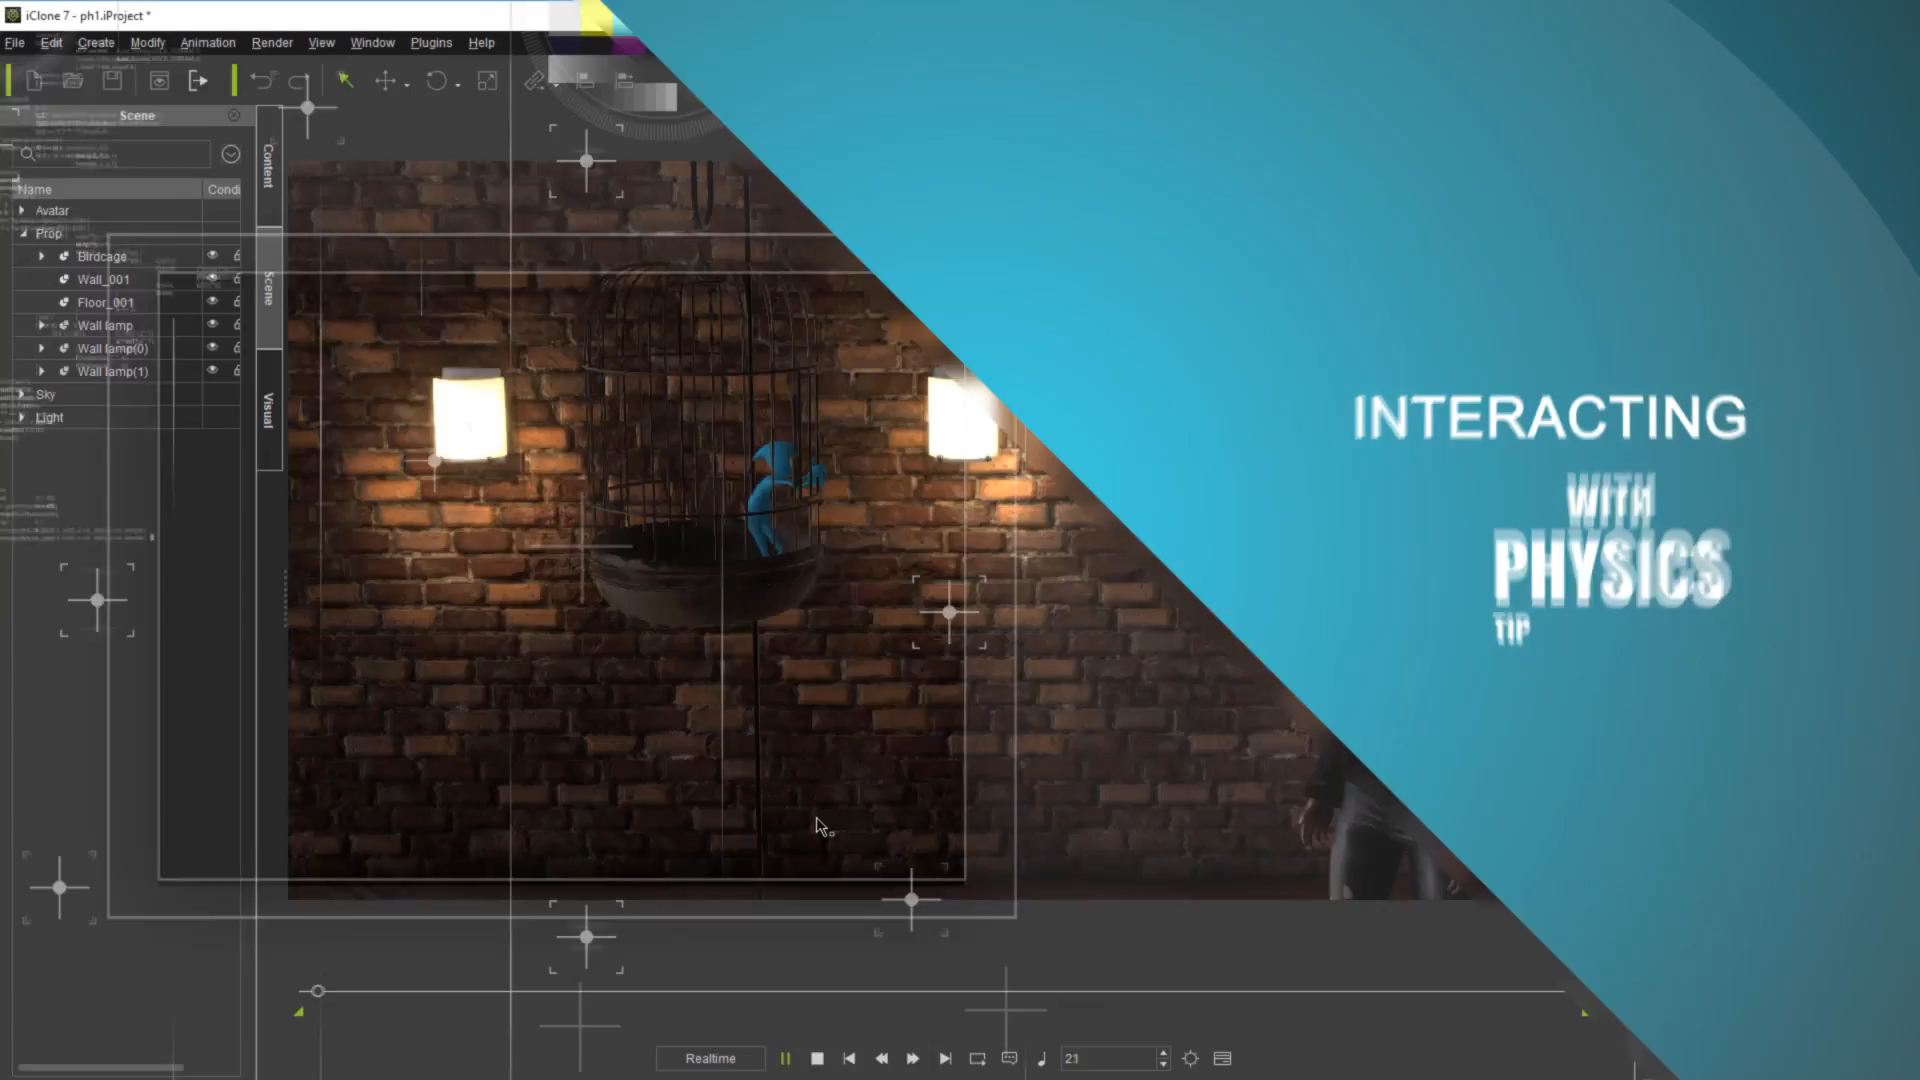 iClone 7 - ph1.iProject *
File Edit Create Modify Animation Render View Window Plugins Help
Scene
Content
Name Condi
Avatar
Prop
Birdcage
Wall_001
Floor_001
Scene
Wall lamp
Wall lamp(0)
Wall lamp(1)
Sky
Light
Visual
INTERACTING
WITH
PHYSICS
TIP
Realtime
21